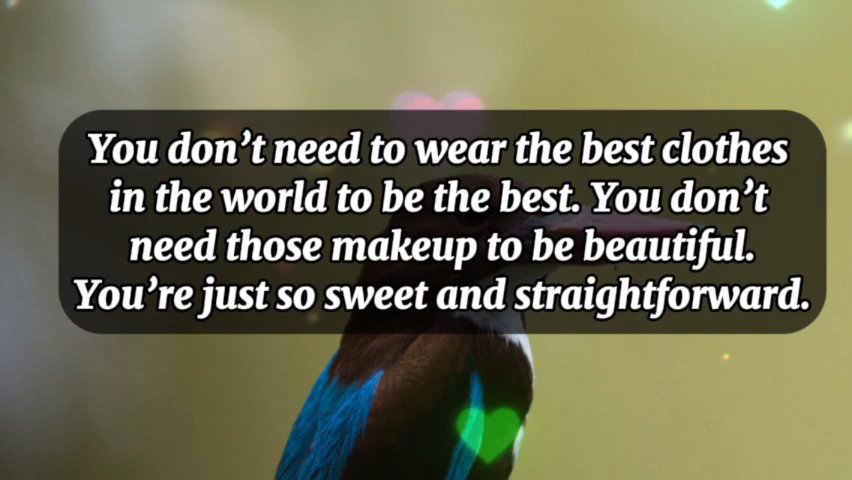 You don’t need to wear the best clothes
in the world to be the best. You don’t
need those makeup to be beautiful.
You’re just so sweet and straightforward.